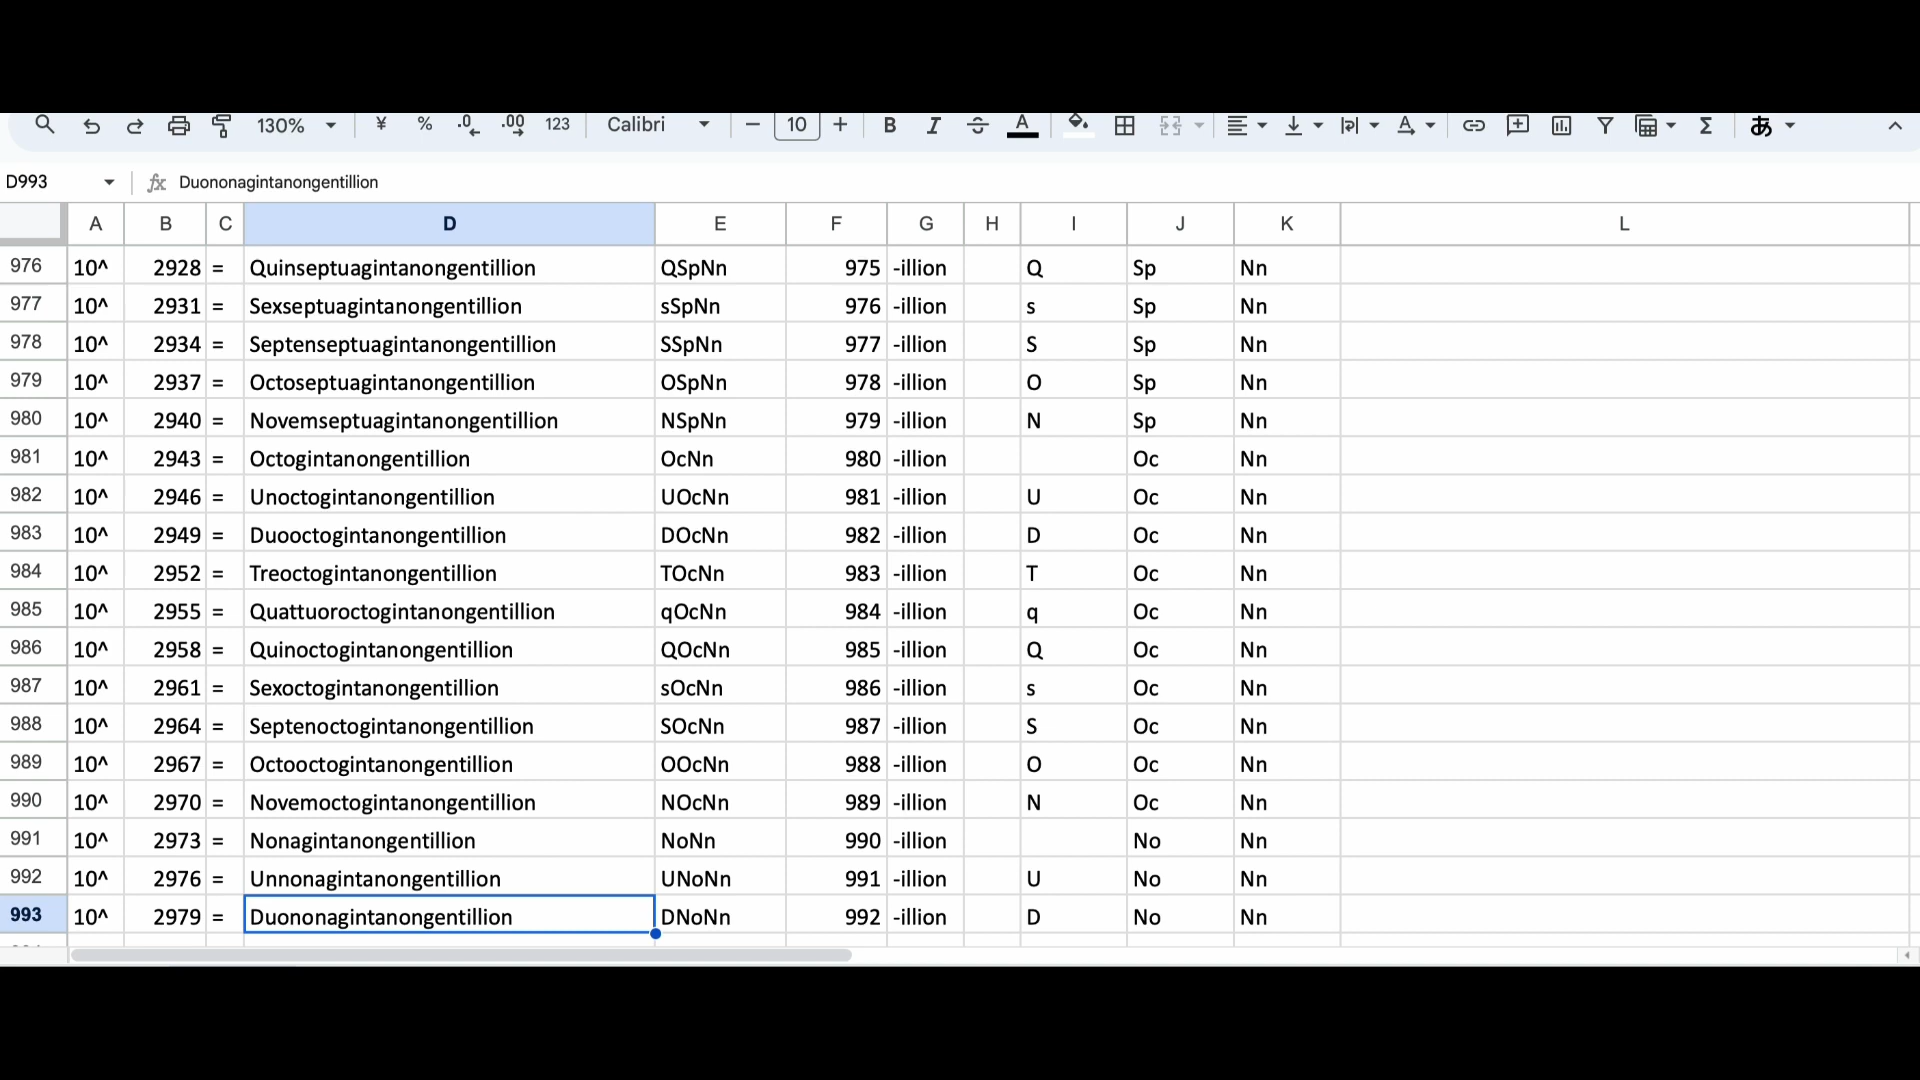 130% ¥ % .0 .00 123 Calibri 10 B I A あ
D993 fx Duononagintanongentillion
A B C D E F G H I J K L
976 10^ 2928 = Quinseptuagintanongentillion QSpNn 975 -illion Q Sp Nn
977 10^ 2931 = Sexseptuagintanongentillion sSpNn 976 -illion s Sp Nn
978 10^ 2934 = Septenseptuagintanongentillion SSpNn 977 -illion S Sp Nn
979 10^ 2937 = Octoseptuagintanongentillion OSpNn 978 -illion O Sp Nn
980 10^ 2940 = Novemseptuagintanongentillion NSpNn 979 -illion N Sp Nn
981 10^ 2943 = Octogintanongentillion OcNn 980 -illion Oc Nn
982 10^ 2946 = Unoctogintanongentillion UOcNn 981 -illion U Oc Nn
983 10^ 2949 = Duooctogintanongentillion DOcNn 982 -illion D Oc Nn
984 10^ 2952 = Treoctogintanongentillion TOcNn 983 -illion T Oc Nn
985 10^ 2955 = Quattuoroctogintanongentillion qOcNn 984 -illion q Oc Nn
986 10^ 2958 = Quinoctogintanongentillion QOcNn 985 -illion Q Oc Nn
987 10^ 2961 = Sexoctogintanongentillion sOcNn 986 -illion s Oc Nn
988 10^ 2964 = Septenoctogintanongentillion SOcNn 987 -illion S Oc Nn
989 10^ 2967 = Octooctogintanongentillion OOcNn 988 -illion O Oc Nn
990 10^ 2970 = Novemoctogintanongentillion NOcNn 989 -illion N Oc Nn
991 10^ 2973 = Nonagintanongentillion NoNn 990 -illion No Nn
992 10^ 2976 = Unnonagintanongentillion UNoNn 991 -illion U No Nn
993 10^ 2979 = Duononagintanongentillion DNoNn 992 -illion D No Nn